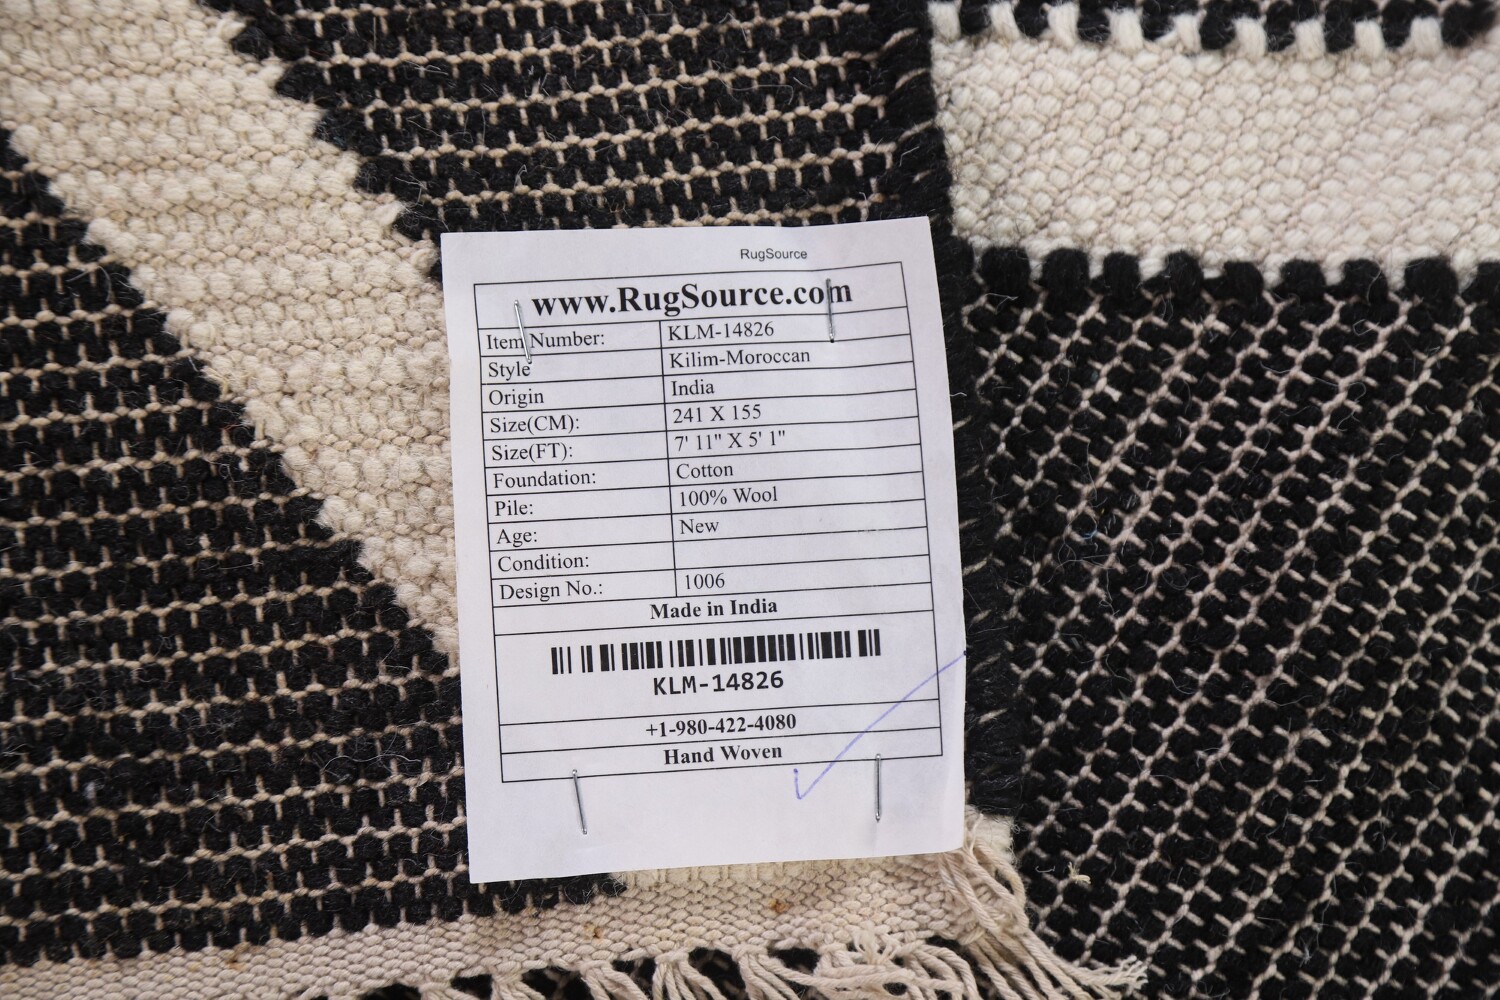 RugSource
www.RugSource.com
Item Number: KLM-14826
Style Kilim-Moroccan
Origin India
Size(CM): 241 X 155
Size(FT): 7' 11" X 5' 1"
Foundation: Cotton
Pile: 100% Wool
Age: New
Condition:
Design No.: 1006
Made in India
KLM-14826
+1-980-422-4080
Hand Woven